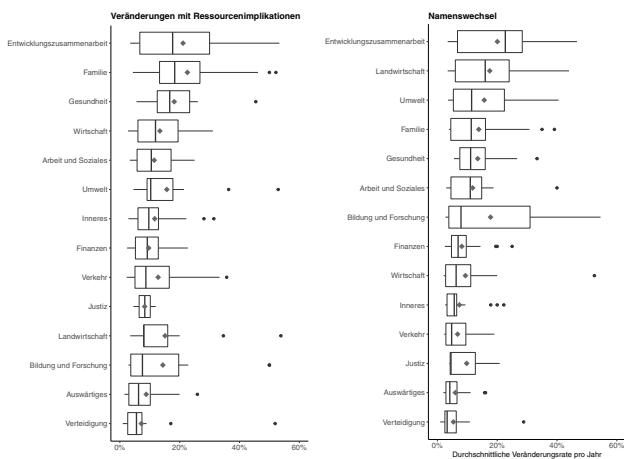 Veränderungen mit Ressourcenimplikationen
Entwicklungszusammenarbeit
Familie
Gesundheit
Wirtschaft
Arbeit und Soziales
Umwelt
Inneres
Finanzen
Verkehr
Justiz
Landwirtschaft
Bildung und Forschung
Auswärtiges
Verteidigung
0% 20% 40% 60%
Namenswechsel
Entwicklungszusammenarbeit
Landwirtschaft
Umwelt
Familie
Gesundheit
Arbeit und Soziales
Bildung und Forschung
Finanzen
Wirtschaft
Inneres
Verkehr
Justiz
Auswärtiges
Verteidigung
0% 20% 40% 60%
Durchschnittliche Veränderungsrate pro Jahr